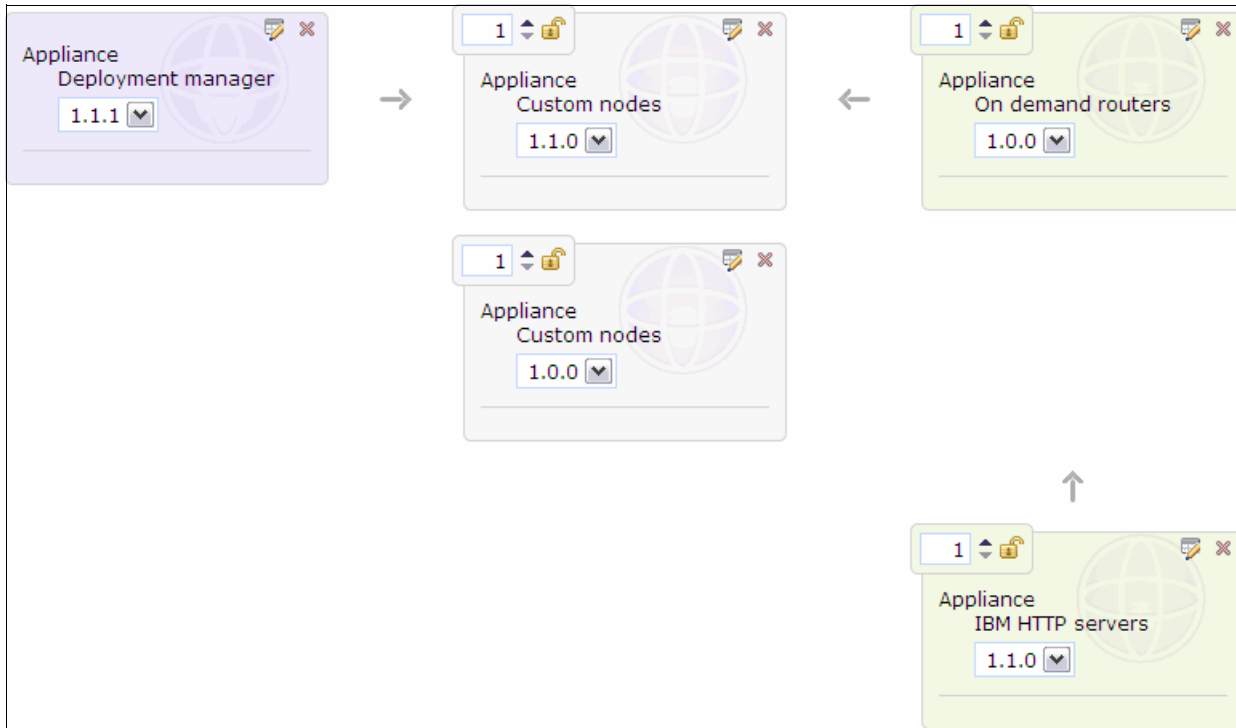 Appliance
Deployment manager
1.1.1
1
Appliance
Custom nodes
1.1.0
1
Appliance
On demand routers
1.0.0
1
Appliance
Custom nodes
1.0.0
1
Appliance
IBM HTTP servers
1.1.0